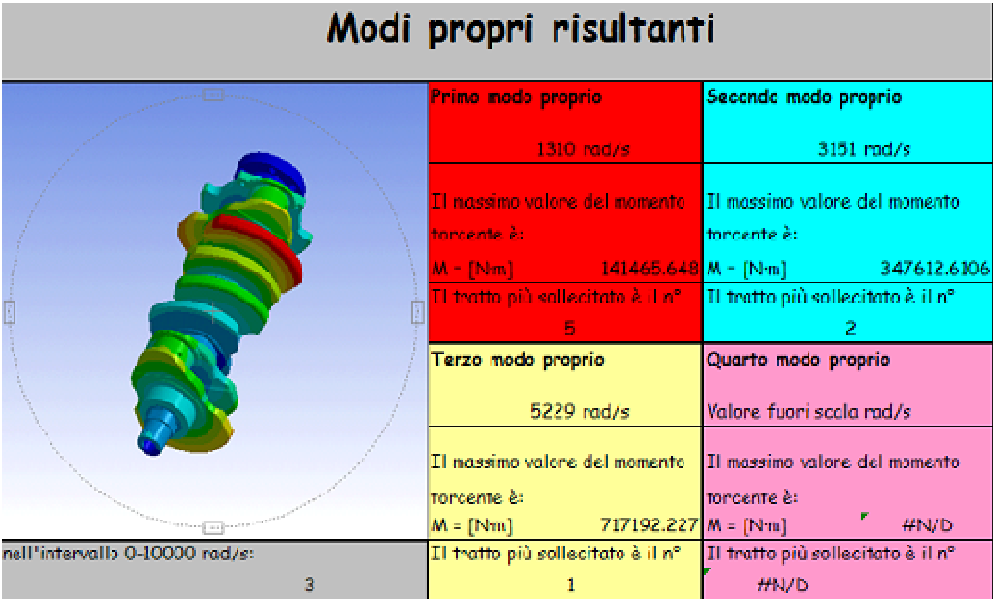 Modi propri risultanti
Primo modo proprio
1310 rad/s
Il massimo valore del momento
torcente è:
M = [N·m] 141465.648
Il tratto più sollecitato è il n°
5
Secondo modo proprio
3151 rad/s
Il massimo valore del momento
torcente è:
M = [N·m] 347612.6106
Il tratto più sollecitato è il n°
2
Terzo modo proprio
5229 rad/s
Il massimo valore del momento
torcente è:
M = [N·m] 717192.227
Il tratto più sollecitato è il n°
1
Quarto modo proprio
Valore fuori scala rad/s
Il massimo valore del momento
torcente è:
M = [N·m] #N/D
Il tratto più sollecitato è il n°
#N/D
nell'intervallo 0-10000 rad/s:
3